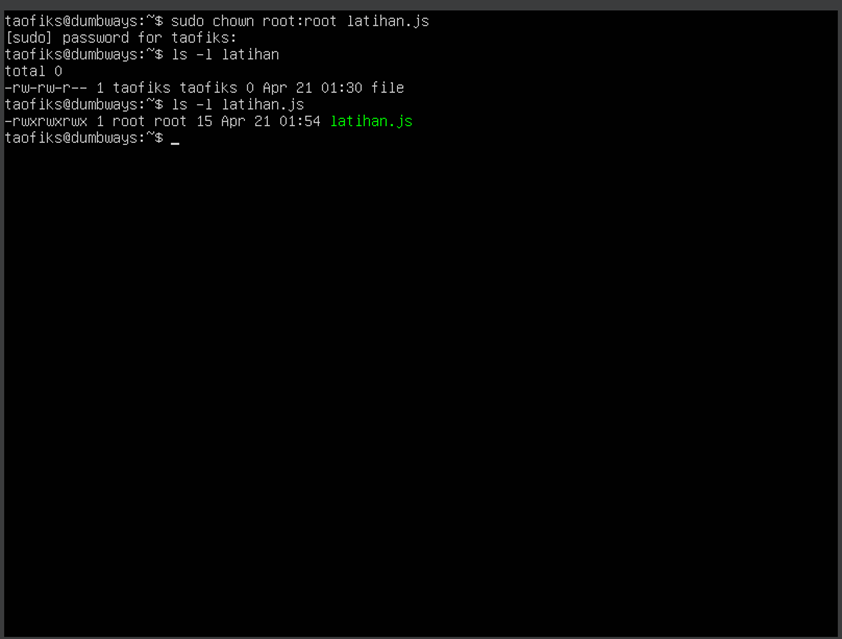 taofiks@dumbways:~$ sudo chown root:root latihan.js
[sudo] password for taofiks:
taofiks@dumbways:~$ ls -l latihan
total 0
-rw-rw-r-- 1 taofiks taofiks 0 Apr 21 01:30 file
taofiks@dumbways:~$ ls -l latihan.js
-rwxrwxrwx 1 root root 15 Apr 21 01:54 latihan.js
taofiks@dumbways:~$ _